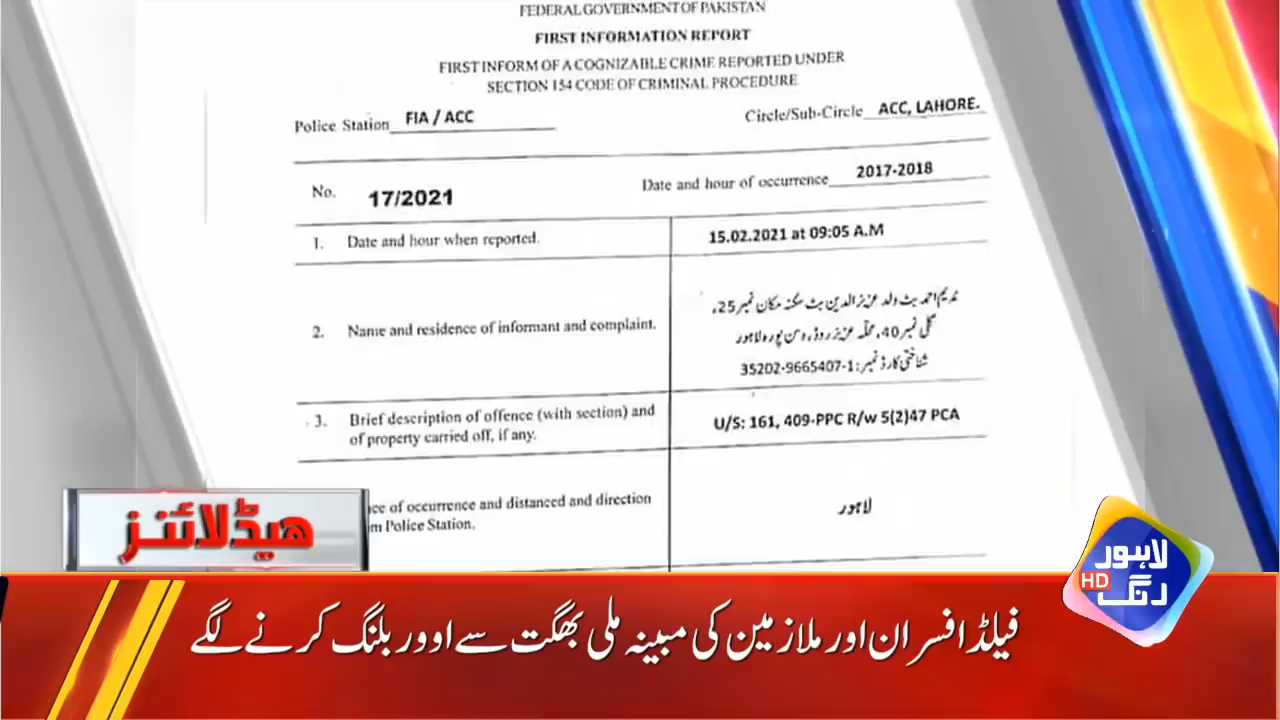 FEDERAL GOVERNMENT OF PAKISTAN
FIRST INFORMATION REPORT
FIRST INFORM OF A COGNIZABLE CRIME REPORTED UNDER
SECTION 154 CODE OF CRIMINAL PROCEDURE
Police Station FIA / ACC Circle/Sub-Circle ACC, LAHORE.
No. 17/2021 Date and hour of occurrence 2017-2018
1. Date and hour when reported. 15.02.2021 at 09:05 A.M
2. Name and residence of informant and complaint.
ندیم احمد بٹ ولد عزیز الدین بٹ سکنہ مکان نمبر 25،
گلی نمبر 40، محلّہ عزیز روڈ، وسن پورہ لاہور
شناختی کارڈ نمبر: 35202-9665407-1
3. Brief description of offence (with section) and
of property carried off, if any.
U/S: 161, 409-PPC R/w 5(2)47 PCA
ce of occurrence and distanced and direction
m Police Station.
لاہور
ہیڈلائنز
لاہور
رنگ
HD
فیلڈ افسران اور ملازمین کی مبینہ ملی بھگت سے اوور بلنگ کرنے لگے